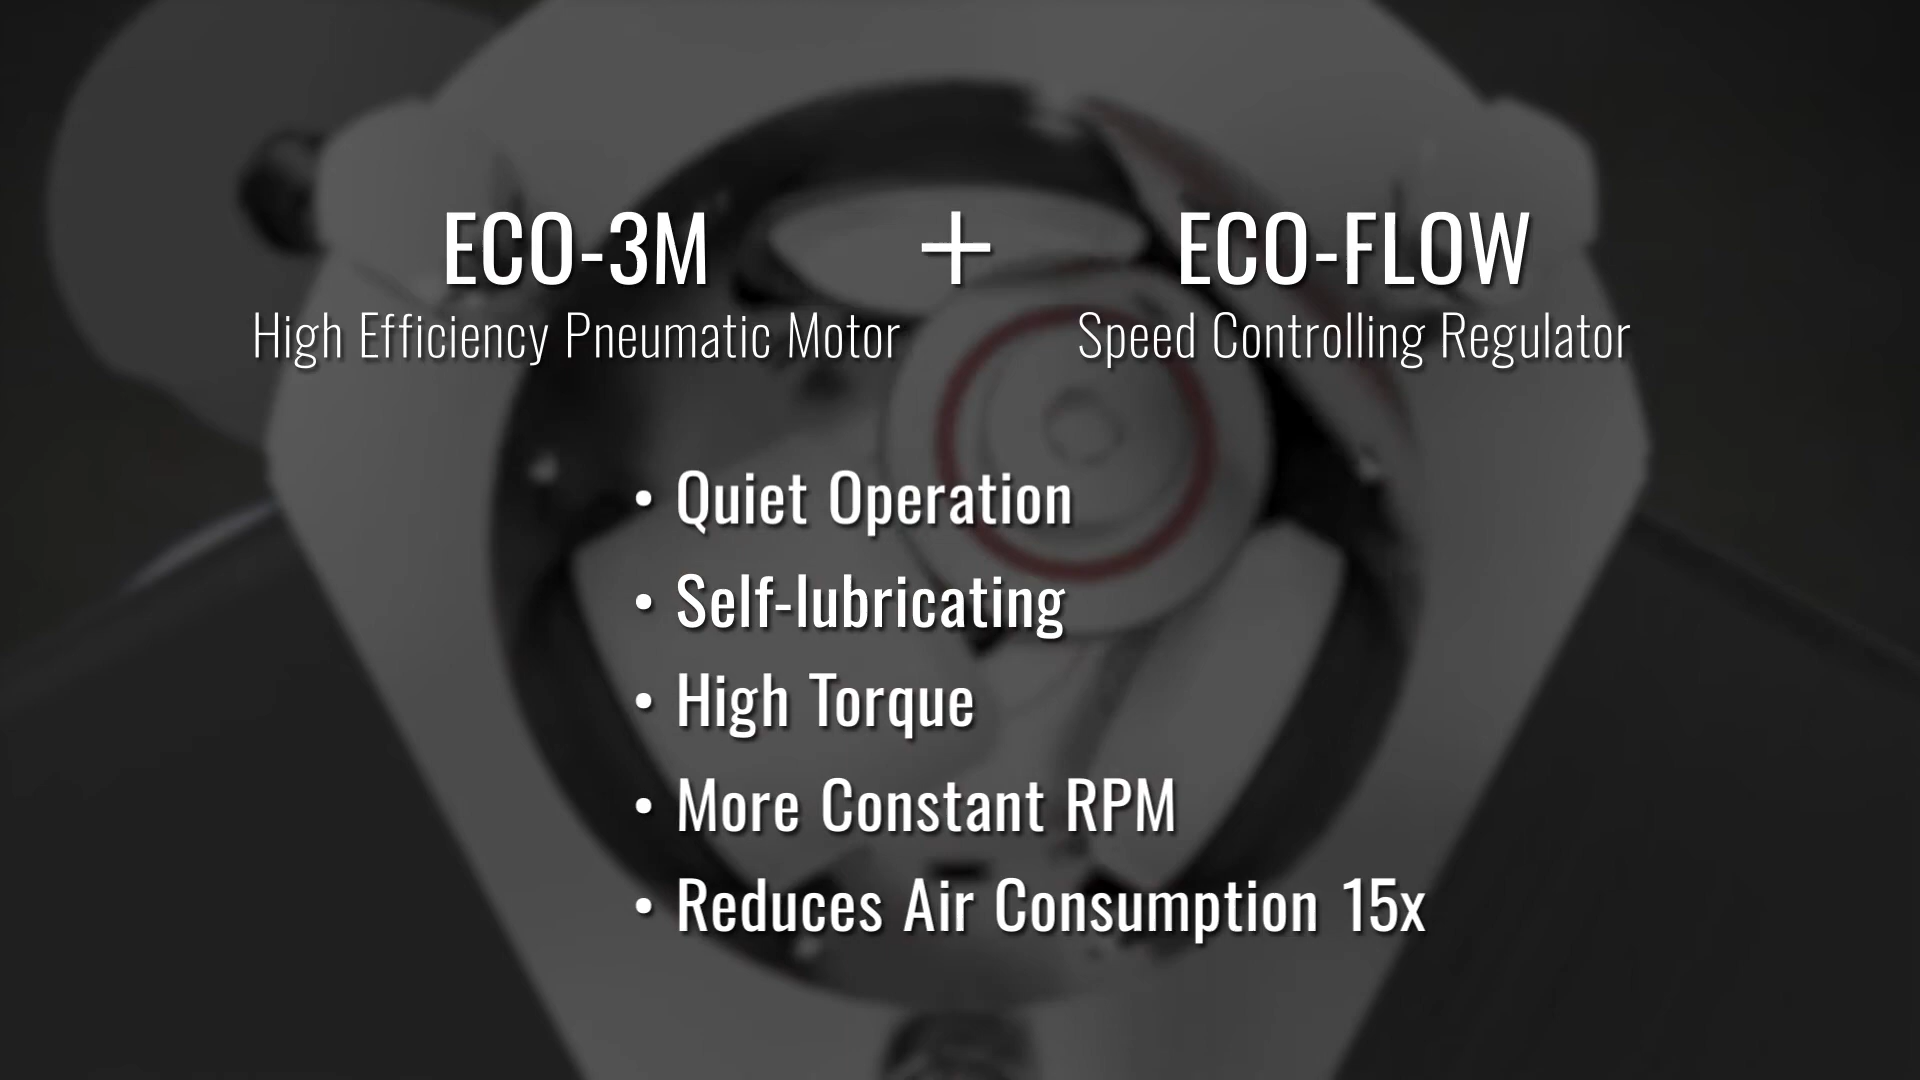 ECO-3M + ECO-FLOW
High Efficiency Pneumatic Motor Speed Controlling Regulator
• Quiet Operation
• Self-lubricating
• High Torque
• More Constant RPM
• Reduces Air Consumption 15x